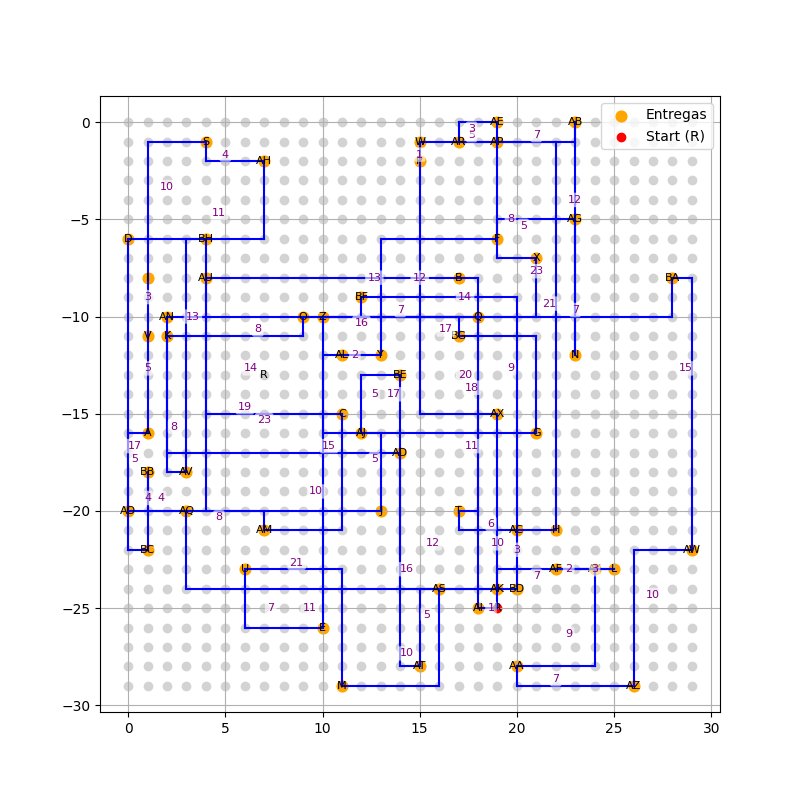 0
−5
−10
−15
−20
−25
−30
0
5
10
15
20
25
30
Entregas
Start (R)
AE
AB
3
S
W
AR
5
AP
7
4
AH
1
10
12
11
8
AG
5
D
BH
F
X
23
AU
13
12
B
BA
3
BF
14
21
AN
13
O
Z
7
Q
7
V
K
8
16
17
BG
AL
2
Y
N
5
14
R
BE
20
9
15
5
17
18
19
C
AX
8
23
A
AJ
G
17
15
11
5
5
AD
BB
AV
4
4
10
AO
AQ
8
J
T
AM
6
AC
H
BC
12
10
3
AW
21
U
16
7
AF
2
3
L
AS
AK
BD
10
7
11
5
AI
E
9
10
AT
AA
7
M
AZ